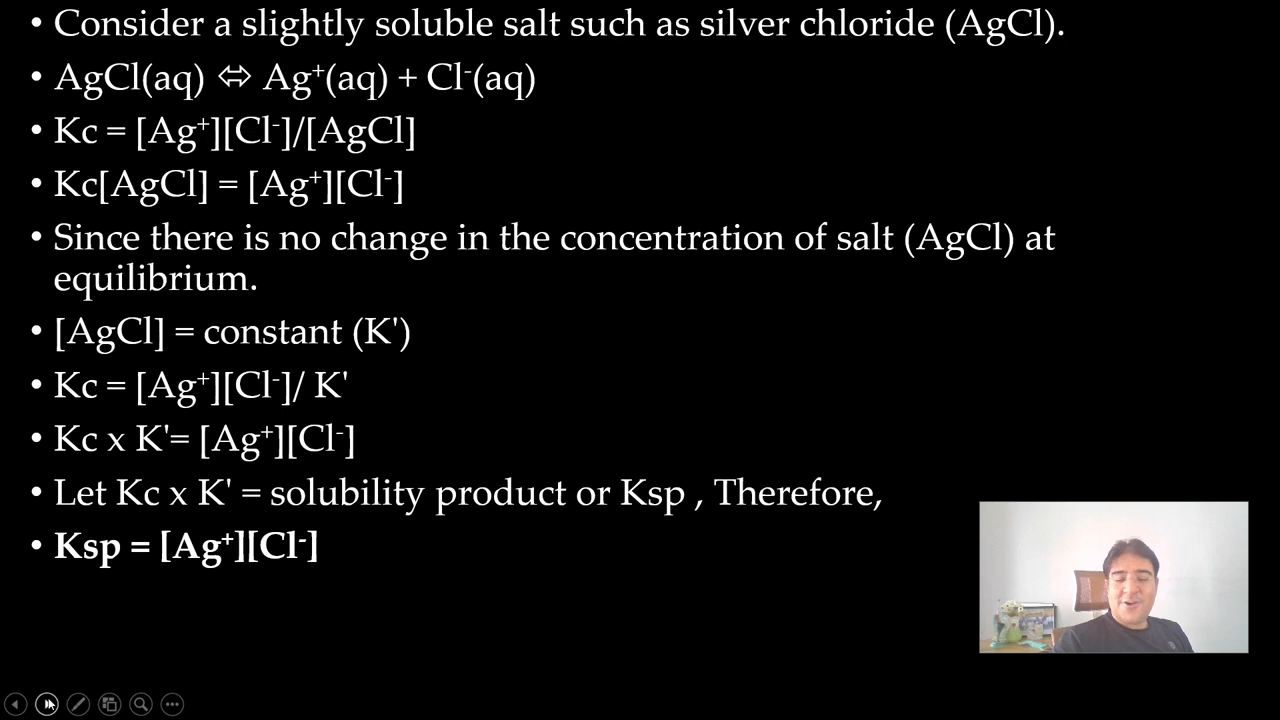 • Consider a slightly soluble salt such as silver chloride (AgCl).
• AgCl(aq) ⇔ Ag⁺(aq) + Cl⁻(aq)
• Kc = [Ag⁺][Cl⁻]/[AgCl]
• Kc[AgCl] = [Ag⁺][Cl⁻]
• Since there is no change in the concentration of salt (AgCl) at
equilibrium.
• [AgCl] = constant (K')
• Kc = [Ag⁺][Cl⁻]/ K'
• Kc x K'= [Ag⁺][Cl⁻]
• Let Kc x K' = solubility product or Ksp , Therefore,
• Ksp = [Ag⁺][Cl⁻]